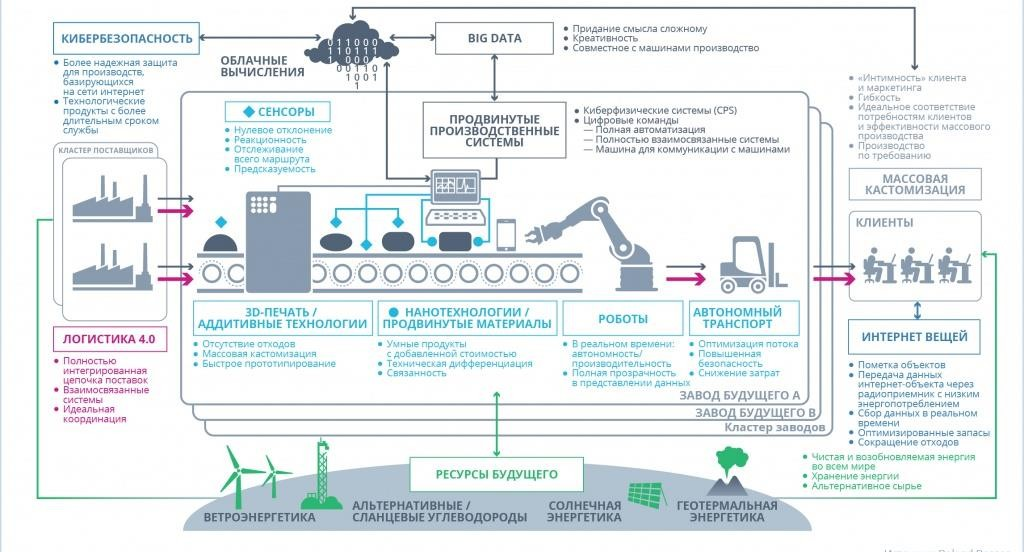 КИБЕРБЕЗОПАСНОСТЬ
• Более надежная защита
для производств,
базирующихся
на сети интернет
• Технологические
продукты с более
длительным сроком
службы
ОБЛАЧНЫЕ
ВЫЧИСЛЕНИЯ
011000
110101
0110
101
BIG DATA
• Придание смысла сложному
• Креативность
• Совместное с машинами производство
• «Интимность» клиента
и маркетинга
• Гибкость
• Идеальное соответствие
потребностям клиентов
и эффективности массового
производства
• Производство
по требованию
МАССОВАЯ
КАСТОМИЗАЦИЯ
КЛИЕНТЫ
СЕНСОРЫ
• Нулевое отклонение
• Реакционность
• Отслеживание
всего маршрута
• Предсказуемость
ПРОДВИНУТЫЕ
ПРОИЗВОДСТВЕННЫЕ
СИСТЕМЫ
• Киберфизические системы (CPS)
• Цифровые команды
— Полная автоматизация
— Полностью взаимосвязанные системы
— Машина для коммуникации с машинами
КЛАСТЕР ПОСТАВЩИКОВ
ЛОГИСТИКА 4.0
• Полностью
интегрированная
цепочка поставок
• Взаимосвязанные
системы
• Идеальная
координация
3D-ПЕЧАТЬ /
АДДИТИВНЫЕ ТЕХНОЛОГИИ
• Отсутствие отходов
• Массовая кастомизация
• Быстрое прототипирование
НАНОТЕХНОЛОГИИ /
ПРОДВИНУТЫЕ МАТЕРИАЛЫ
• Умные продукты
с добавленной стоимостью
• Техническая дифференциация
• Связанность
РОБОТЫ
• В реальном времени:
автономность/
производительность
• Полная прозрачность
в представлении данных
АВТОНОМНЫЙ
ТРАНСПОРТ
• Оптимизация потока
• Повышенная
безопасность
• Снижение затрат
ЗАВОД БУДУЩЕГО А
ЗАВОД БУДУЩЕГО В
Кластер заводов
ИНТЕРНЕТ ВЕЩЕЙ
• Пометка объектов
• Передача данных
интернет-объекта через
радиоприемник с низким
энергопотреблением
• Сбор данных в реальном
времени
• Оптимизированные запасы
• Сокращение отходов
• Чистая и возобновляемая энергия
во всем мире
• Хранение энергии
• Альтернативное сырье
РЕСУРСЫ БУДУЩЕГО
ВЕТРОЭНЕРГЕТИКА
АЛЬТЕРНАТИВНЫЕ /
СЛАНЦЕВЫЕ УГЛЕВОДОРОДЫ
СОЛНЕЧНАЯ
ЭНЕРГЕТИКА
ГЕОТЕРМАЛЬНАЯ
ЭНЕРГЕТИКА